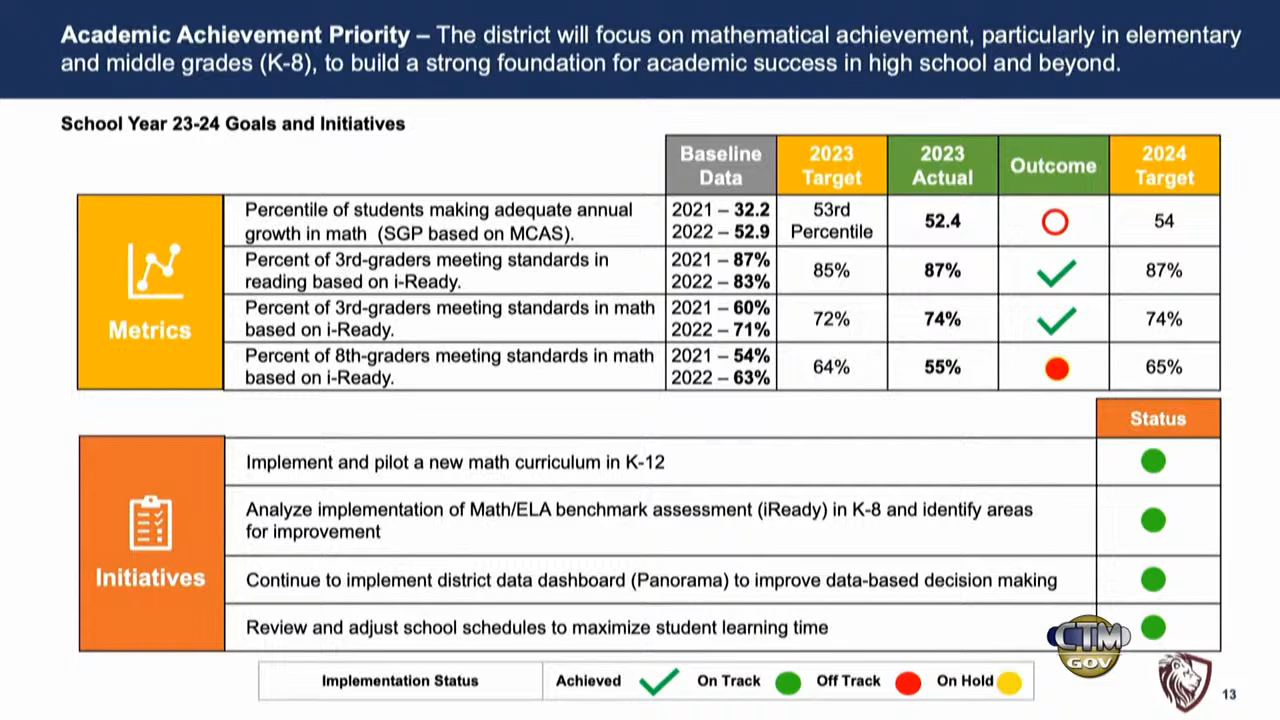 Academic Achievement Priority – The district will focus on mathematical achievement, particularly in elementary
and middle grades (K-8), to build a strong foundation for academic success in high school and beyond.
School Year 23-24 Goals and Initiatives
Baseline Data
2023 Target
2023 Actual
Outcome
2024 Target
Metrics
Percentile of students making adequate annual
growth in math (SGP based on MCAS).
2021 – 32.2
2022 – 52.9
53rd
Percentile
52.4
54
Percent of 3rd-graders meeting standards in
reading based on i-Ready.
2021 – 87%
2022 – 83%
85%
87%
87%
Percent of 3rd-graders meeting standards in math
based on i-Ready.
2021 – 60%
2022 – 71%
72%
74%
74%
Percent of 8th-graders meeting standards in math
based on i-Ready.
2021 – 54%
2022 – 63%
64%
55%
65%
Status
Initiatives
Implement and pilot a new math curriculum in K-12
Analyze implementation of Math/ELA benchmark assessment (iReady) in K-8 and identify areas
for improvement
Continue to implement district data dashboard (Panorama) to improve data-based decision making
Review and adjust school schedules to maximize student learning time
CTM
GOV
Implementation Status
Achieved
On Track
Off Track
On Hold
13